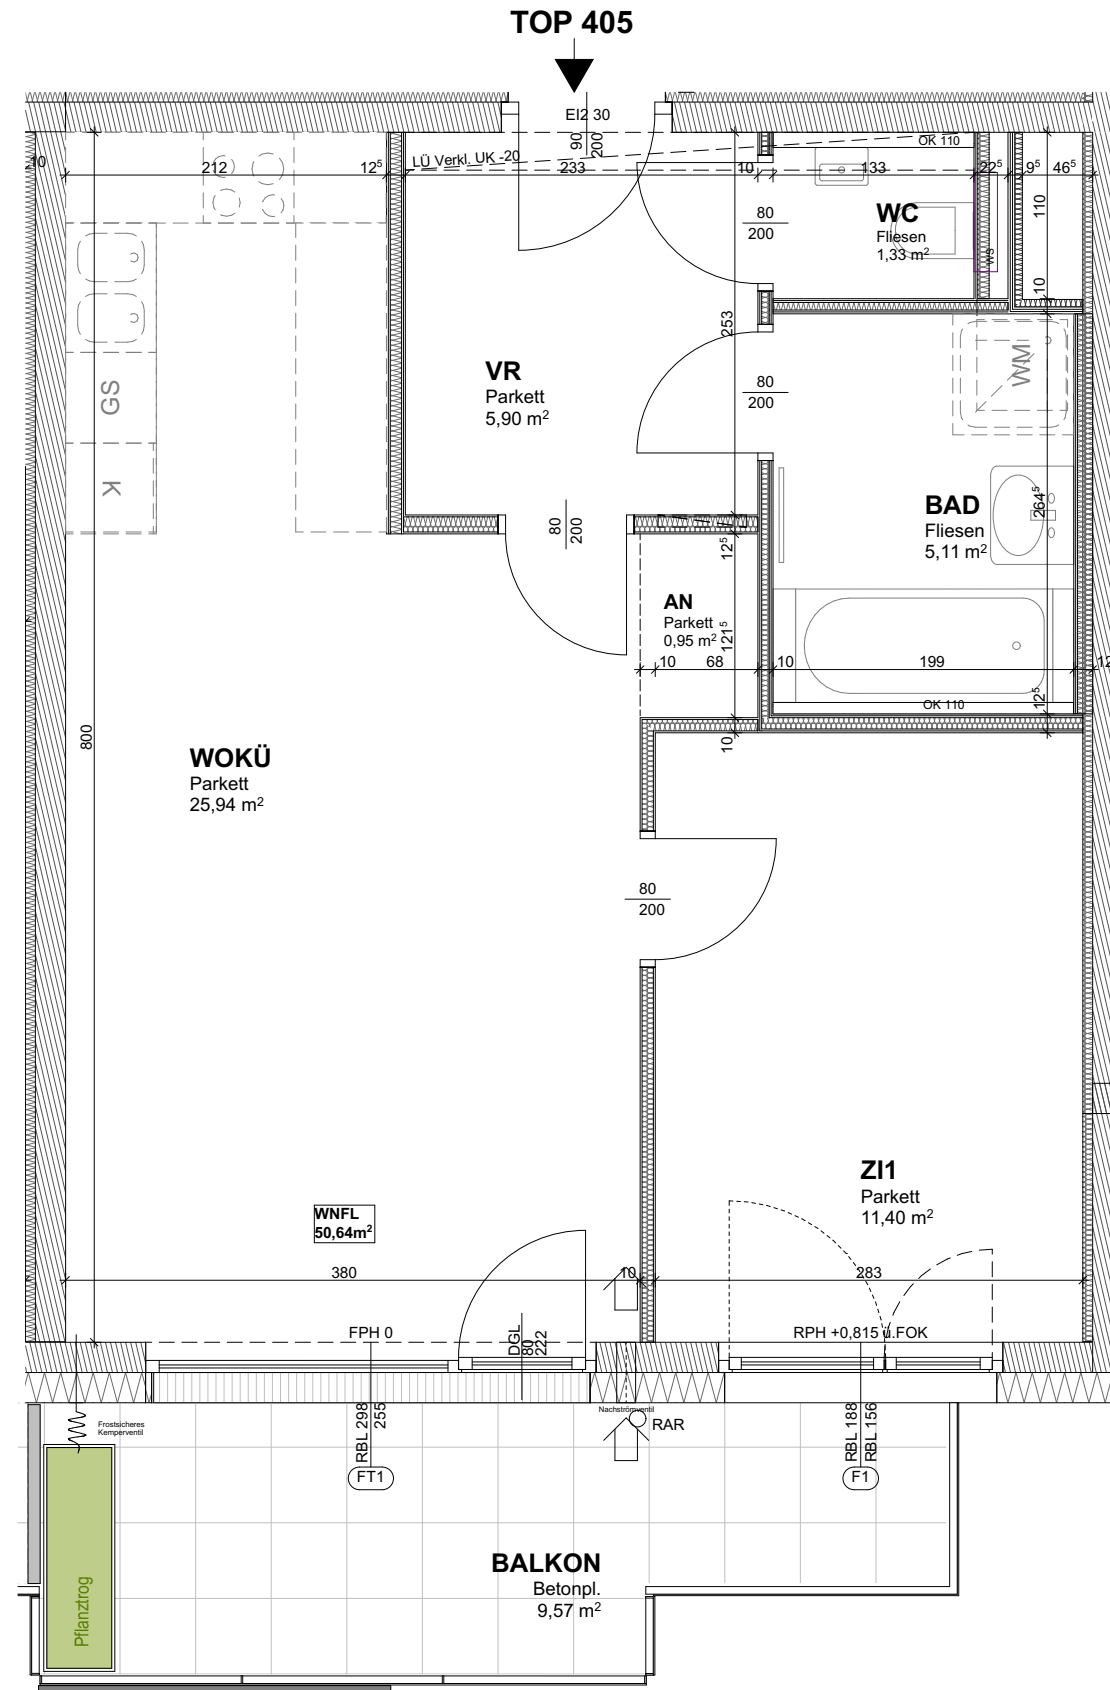 TOP 405
EI2 30
90
200
10
212
12⁵
LÜ Verkl. UK -20
233
10
OK 110
133
22⁵
9⁵
46⁵
110
10
80
200
WC
Fliesen
1,33 m²
WS
253
VR
Parkett
5,90 m²
80
200
WM
GS
K
80
200
BAD
Fliesen
5,11 m²
264⁵
12⁵
AN
Parkett
0,95 m²
121⁵
10
68
10
199
12
12⁵
OK 110
10
800
WOKÜ
Parkett
25,94 m²
80
200
ZI1
Parkett
11,40 m²
WNFL
50,64m²
380
10
283
FPH 0
DGL
80
222
RPH +0,815 ü.FOK
Frostsicheres
Kemperventil
RBL 298
255
FT1
Nachströmventil
RAR
RBL 188
RBL 156
F1
BALKON
Betonpl.
9,57 m²
Pflanztrog